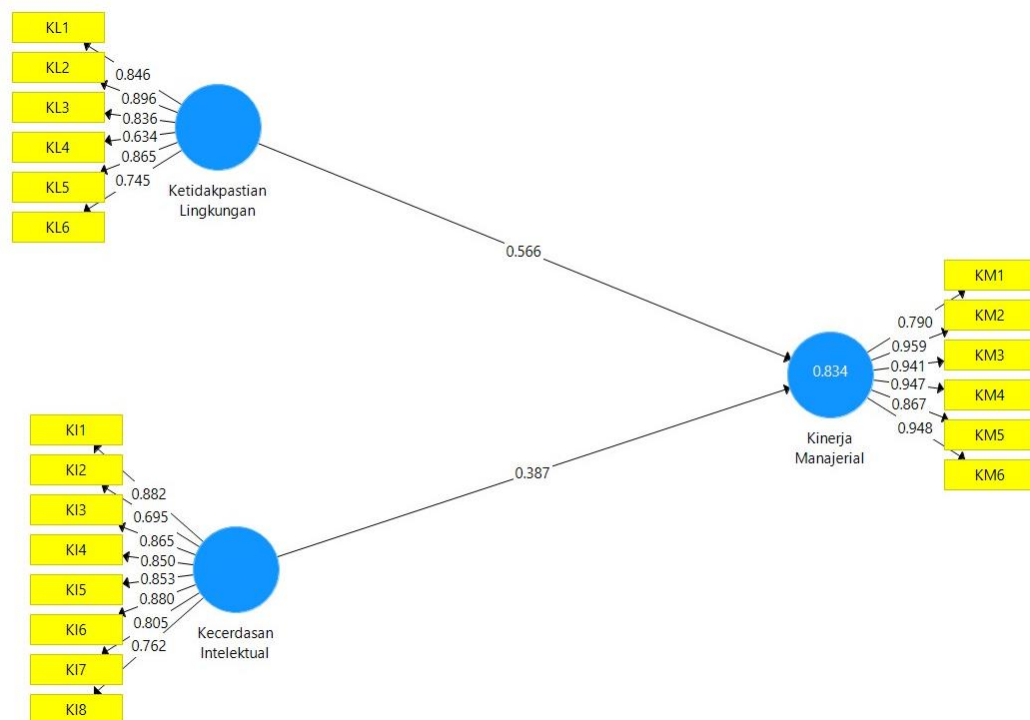 KL1
KL2
KL3
KL4
KL5
KL6
0.846
0.896
0.836
0.634
0.865
0.745
Ketidakpastian
Lingkungan
0.566
KI1
KI2
KI3
KI4
KI5
KI6
KI7
KI8
0.882
0.695
0.865
0.850
0.853
0.880
0.805
0.762
Kecerdasan
Intelektual
0.387
0.834
Kinerja
Manajerial
0.790
0.959
0.941
0.947
0.867
0.948
KM1
KM2
KM3
KM4
KM5
KM6